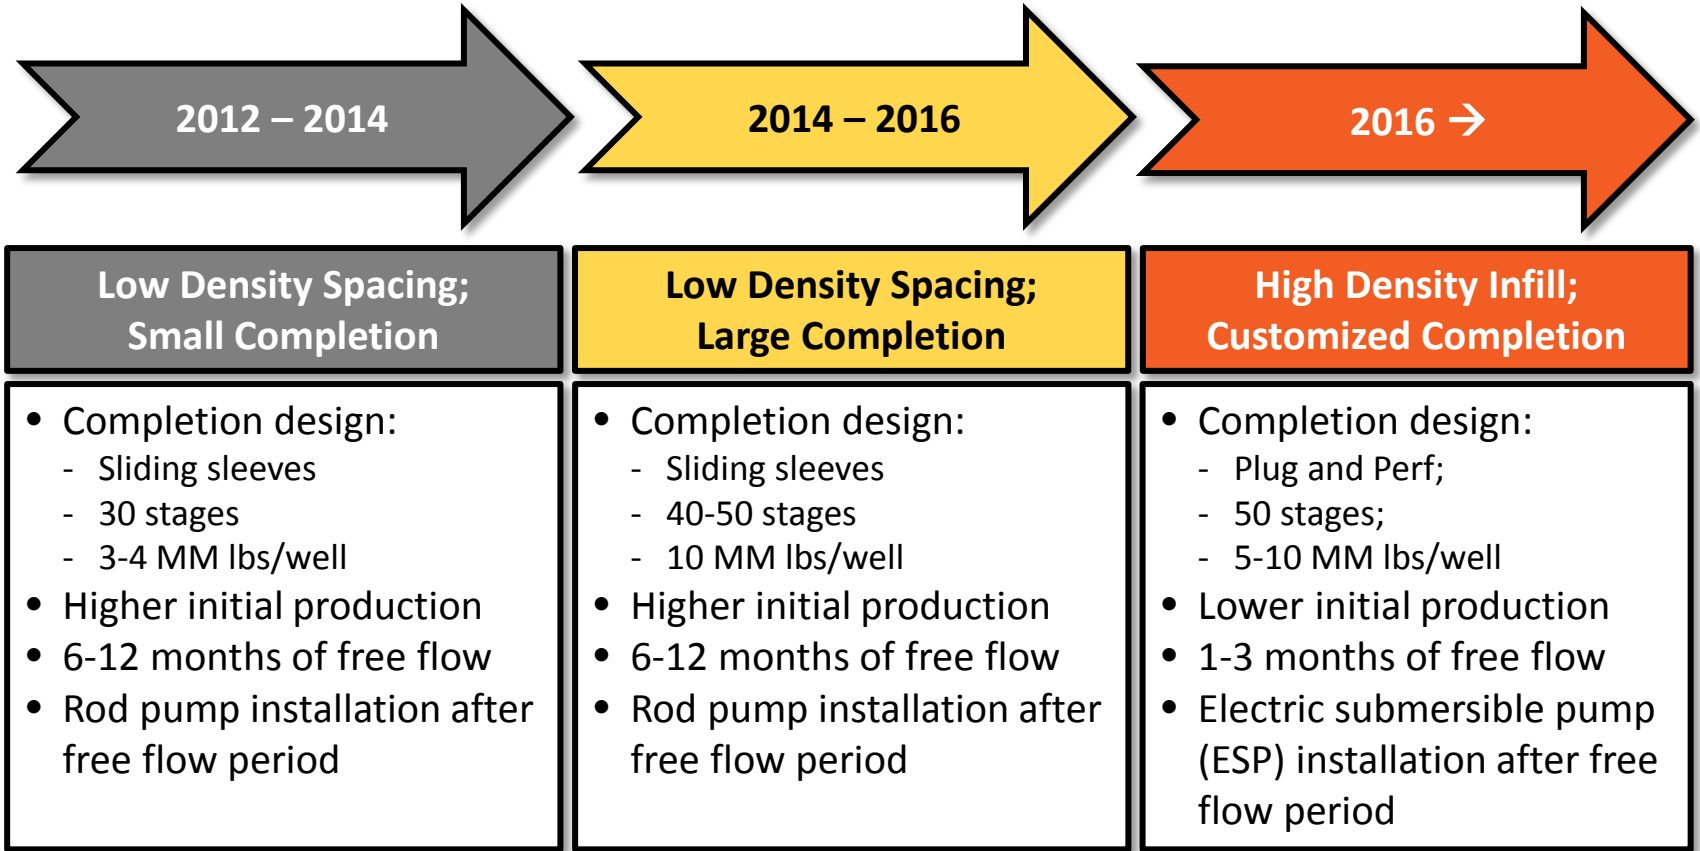 2012 – 2014
2014 – 2016
2016 →
Low Density Spacing;
Small Completion
Low Density Spacing;
Large Completion
High Density Infill;
Customized Completion
• Completion design:
- Sliding sleeves
- 30 stages
- 3-4 MM lbs/well
• Higher initial production
• 6-12 months of free flow
• Rod pump installation after
free flow period
• Completion design:
- Sliding sleeves
- 40-50 stages
- 10 MM lbs/well
• Higher initial production
• 6-12 months of free flow
• Rod pump installation after
free flow period
• Completion design:
- Plug and Perf;
- 50 stages;
- 5-10 MM lbs/well
• Lower initial production
• 1-3 months of free flow
• Electric submersible pump
(ESP) installation after free
flow period